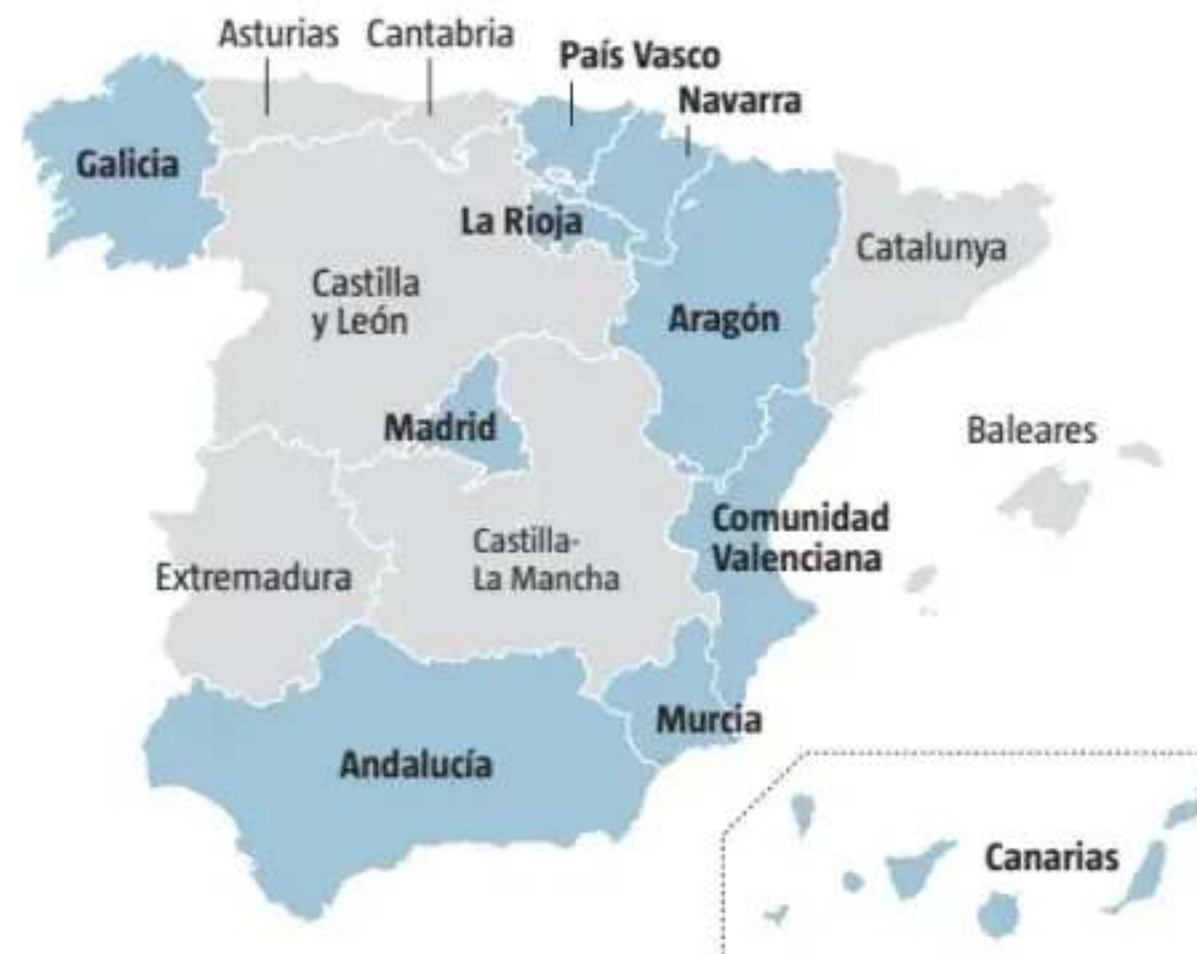 Asturias
Cantabria
País Vasco
Navarra
Galicia
La Rioja
Catalunya
Castilla
y León
Aragón
Madrid
Baleares
Comunidad
Valenciana
Castilla-
La Mancha
Extremadura
Murcia
Andalucía
Canarias